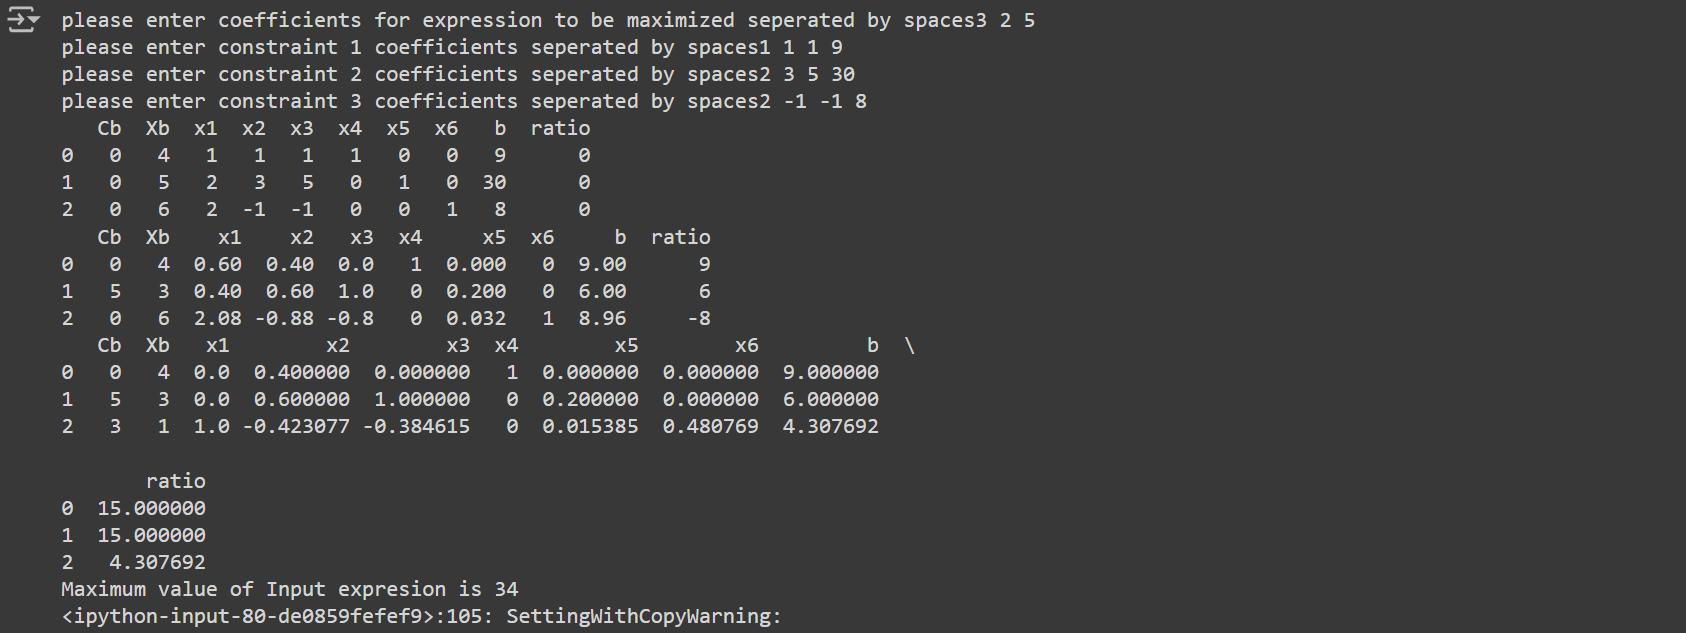 please enter coefficients for expression to be maximized seperated by spaces3 2 5
please enter constraint 1 coefficients seperated by spaces1 1 1 9
please enter constraint 2 coefficients seperated by spaces2 3 5 30
please enter constraint 3 coefficients seperated by spaces2 -1 -1 8
   Cb  Xb  x1  x2  x3  x4  x5  x6   b  ratio
0   0   4   1   1   1   1   0   0   9      0
1   0   5   2   3   5   0   1   0  30      0
2   0   6   2  -1  -1   0   0   1   8      0
   Cb  Xb    x1    x2   x3  x4     x5  x6     b  ratio
0   0   4  0.60  0.40  0.0   1  0.000   0  9.00      9
1   5   3  0.40  0.60  1.0   0  0.200   0  6.00      6
2   0   6  2.08 -0.88 -0.8   0  0.032   1  8.96     -8
   Cb  Xb   x1        x2        x3  x4        x5        x6         b  \
0   0   4  0.0  0.400000  0.000000   1  0.000000  0.000000  9.000000
1   5   3  0.0  0.600000  1.000000   0  0.200000  0.000000  6.000000
2   3   1  1.0 -0.423077 -0.384615   0  0.015385  0.480769  4.307692
       ratio
0  15.000000
1  15.000000
2   4.307692
Maximum value of Input expresion is 34
<ipython-input-80-de0859fefef9>:105: SettingWithCopyWarning: